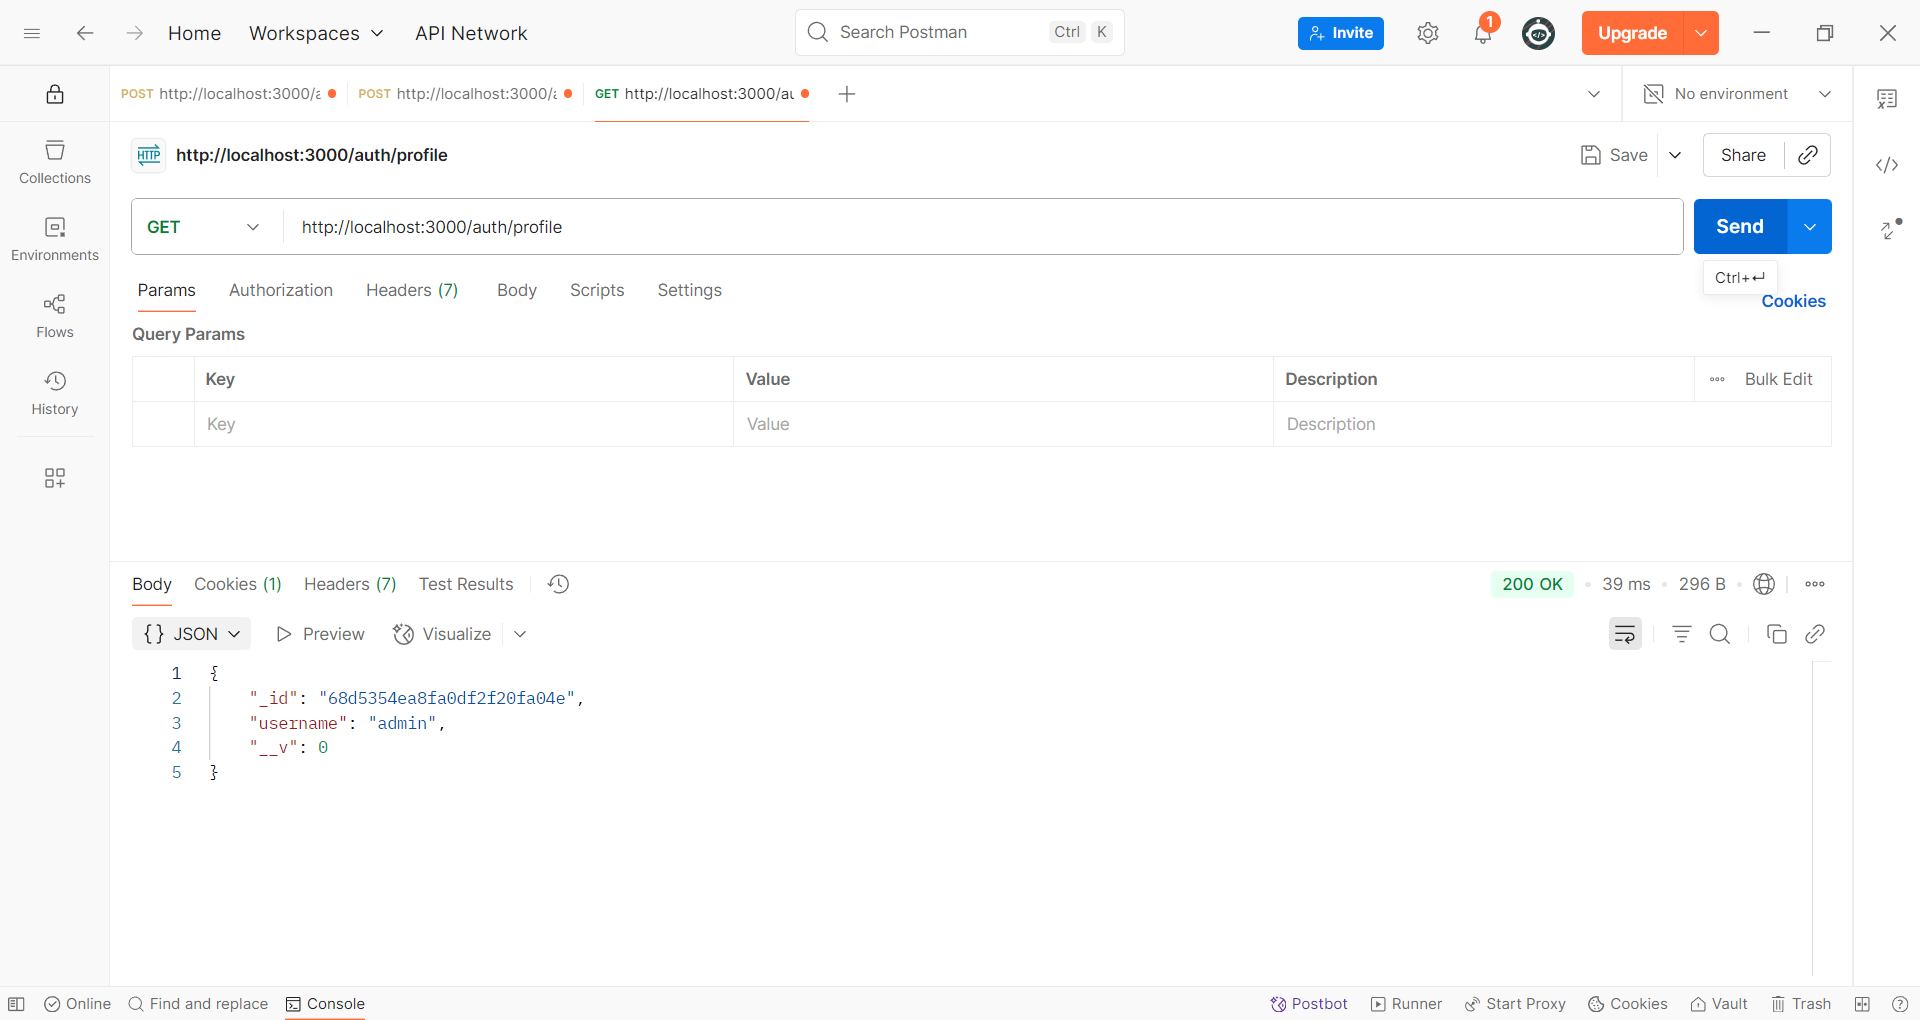 Home Workspaces API Network Search Postman Ctrl K Invite 1 Upgrade
POST http://localhost:3000/a POST http://localhost:3000/a GET http://localhost:3000/au No environment
HTTP http://localhost:3000/auth/profile Save Share
GET http://localhost:3000/auth/profile Send
Ctrl+↵
Params Authorization Headers (7) Body Scripts Settings Cookies
Query Params
Key Value Description Bulk Edit
Key Value Description
Collections
Environments
Flows
History
Body Cookies (1) Headers (7) Test Results 200 OK • 39 ms • 296 B •
{} JSON Preview Visualize
1 {
2 "_id": "68d5354ea8fa0df2f20fa04e",
3 "username": "admin",
4 "__v": 0
5 }
Online Find and replace Console Postbot Runner Start Proxy Cookies Vault Trash